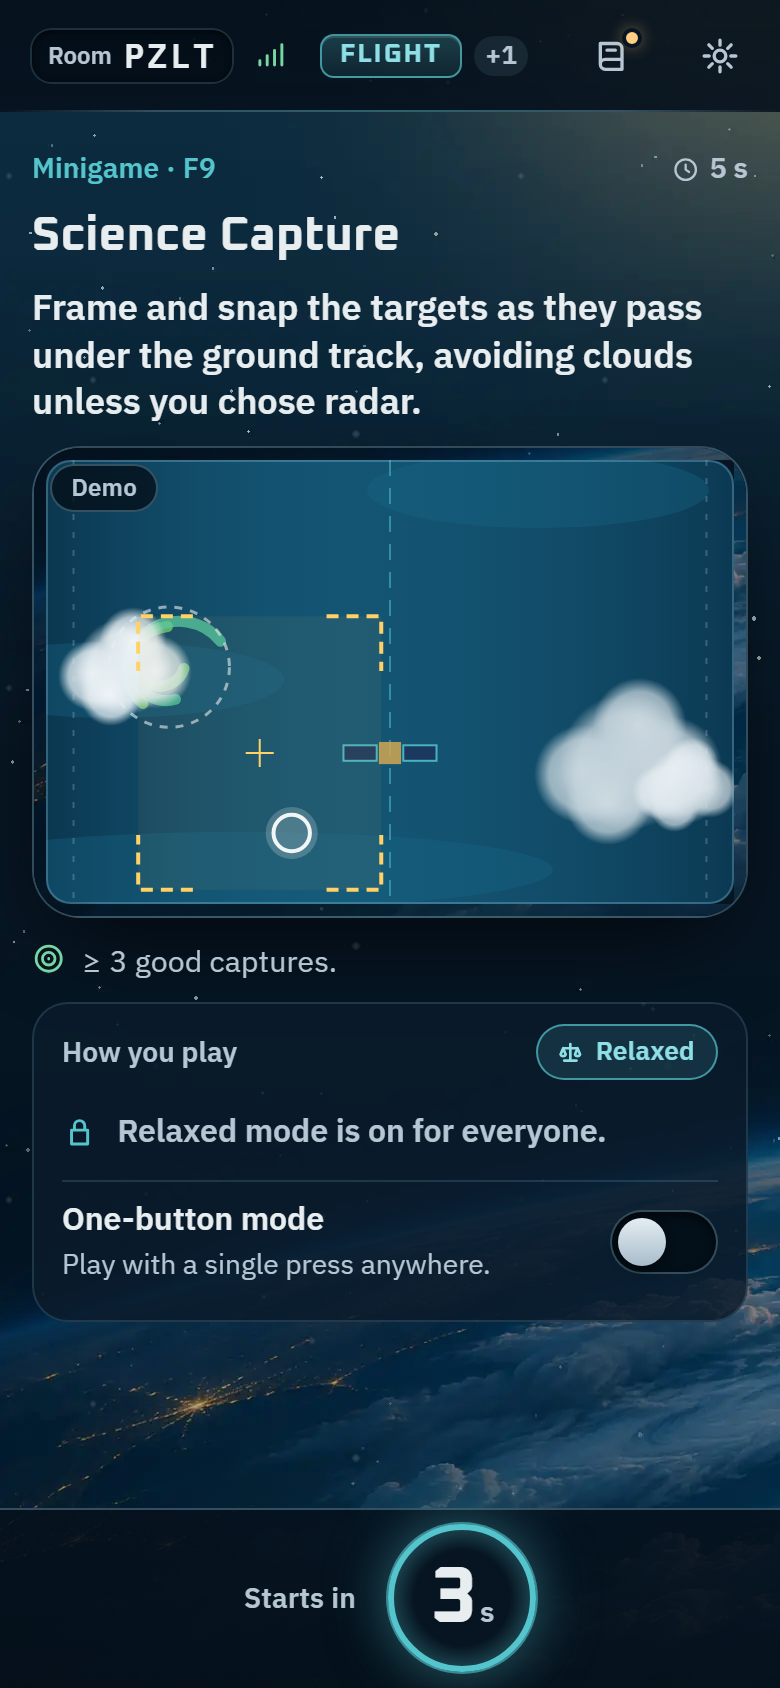 Room PZLT FLIGHT +1
Minigame · F9 5 s
Science Capture
Frame and snap the targets as they pass
under the ground track, avoiding clouds
unless you chose radar.
Demo
≥ 3 good captures.
How you play Relaxed
Relaxed mode is on for everyone.
One-button mode
Play with a single press anywhere.
Starts in 3 s